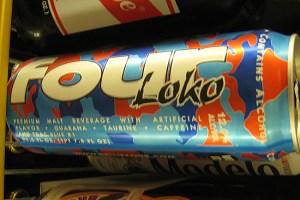 FOUR
Loko
PREMIUM MALT BEVERAGE WITH ARTIFICIAL
FLAVOR • GUARANA • TAURINE • CAFFEINE
CONTAINS ALCOHOL
Modelo